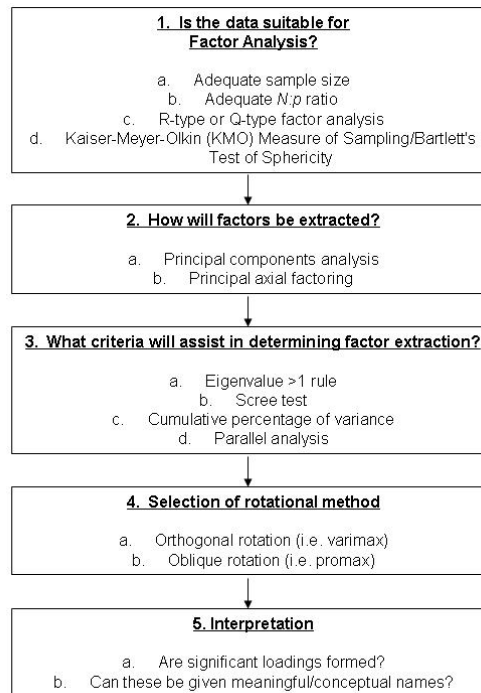 1. Is the data suitable for
Factor Analysis?
a. Adequate sample size
b. Adequate N:p ratio
c. R-type or Q-type factor analysis
d. Kaiser-Meyer-Olkin (KMO) Measure of Sampling/Bartlett's
Test of Sphericity
2. How will factors be extracted?
a. Principal components analysis
b. Principal axial factoring
3. What criteria will assist in determining factor extraction?
a. Eigenvalue >1 rule
b. Scree test
c. Cumulative percentage of variance
d. Parallel analysis
4. Selection of rotational method
a. Orthogonal rotation (i.e. varimax)
b. Oblique rotation (i.e. promax)
5. Interpretation
a. Are significant loadings formed?
b. Can these be given meaningful/conceptual names?